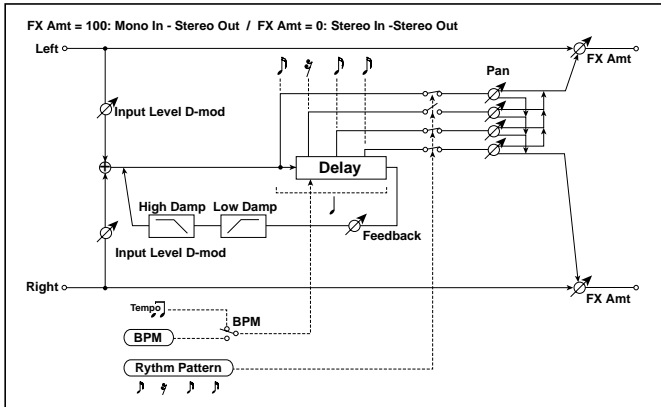 FX Amt = 100: Mono In - Stereo Out / FX Amt = 0: Stereo In -Stereo Out
Left
FX Amt
Pan
Input Level D-mod
Delay
High Damp
Low Damp
Feedback
Input Level D-mod
Right
FX Amt
Tempo
BPM
BPM
Rythm Pattern